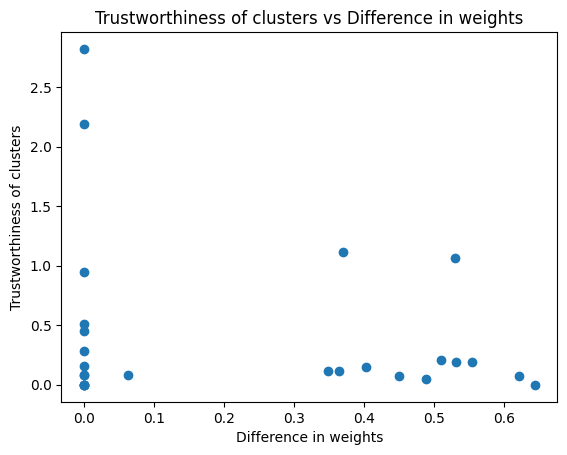 Trustworthiness of clusters vs Difference in weights
Trustworthiness of clusters
2.5
2.0
1.5
1.0
0.5
0.0
0.0 0.1 0.2 0.3 0.4 0.5 0.6
Difference in weights